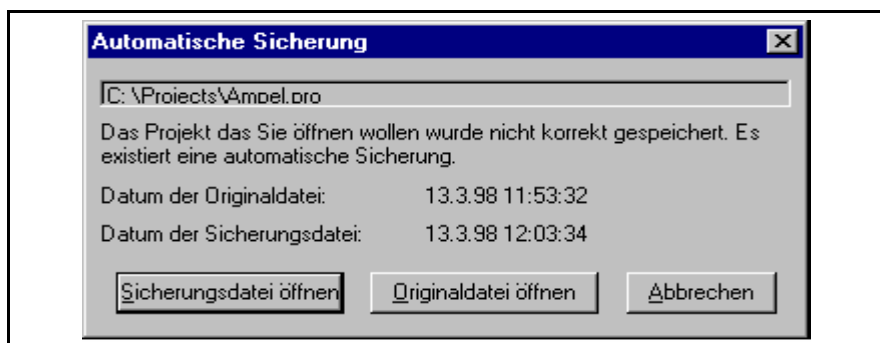 Automatische Sicherung
C: \Projects\Ampel.pro
Das Projekt das Sie öffnen wollen wurde nicht korrekt gespeichert. Es
existiert eine automatische Sicherung.
Datum der Originaldatei: 13.3.98 11:53:32
Datum der Sicherungsdatei: 13.3.98 12:03:34
Sicherungsdatei öffnen Originaldatei öffnen Abbrechen